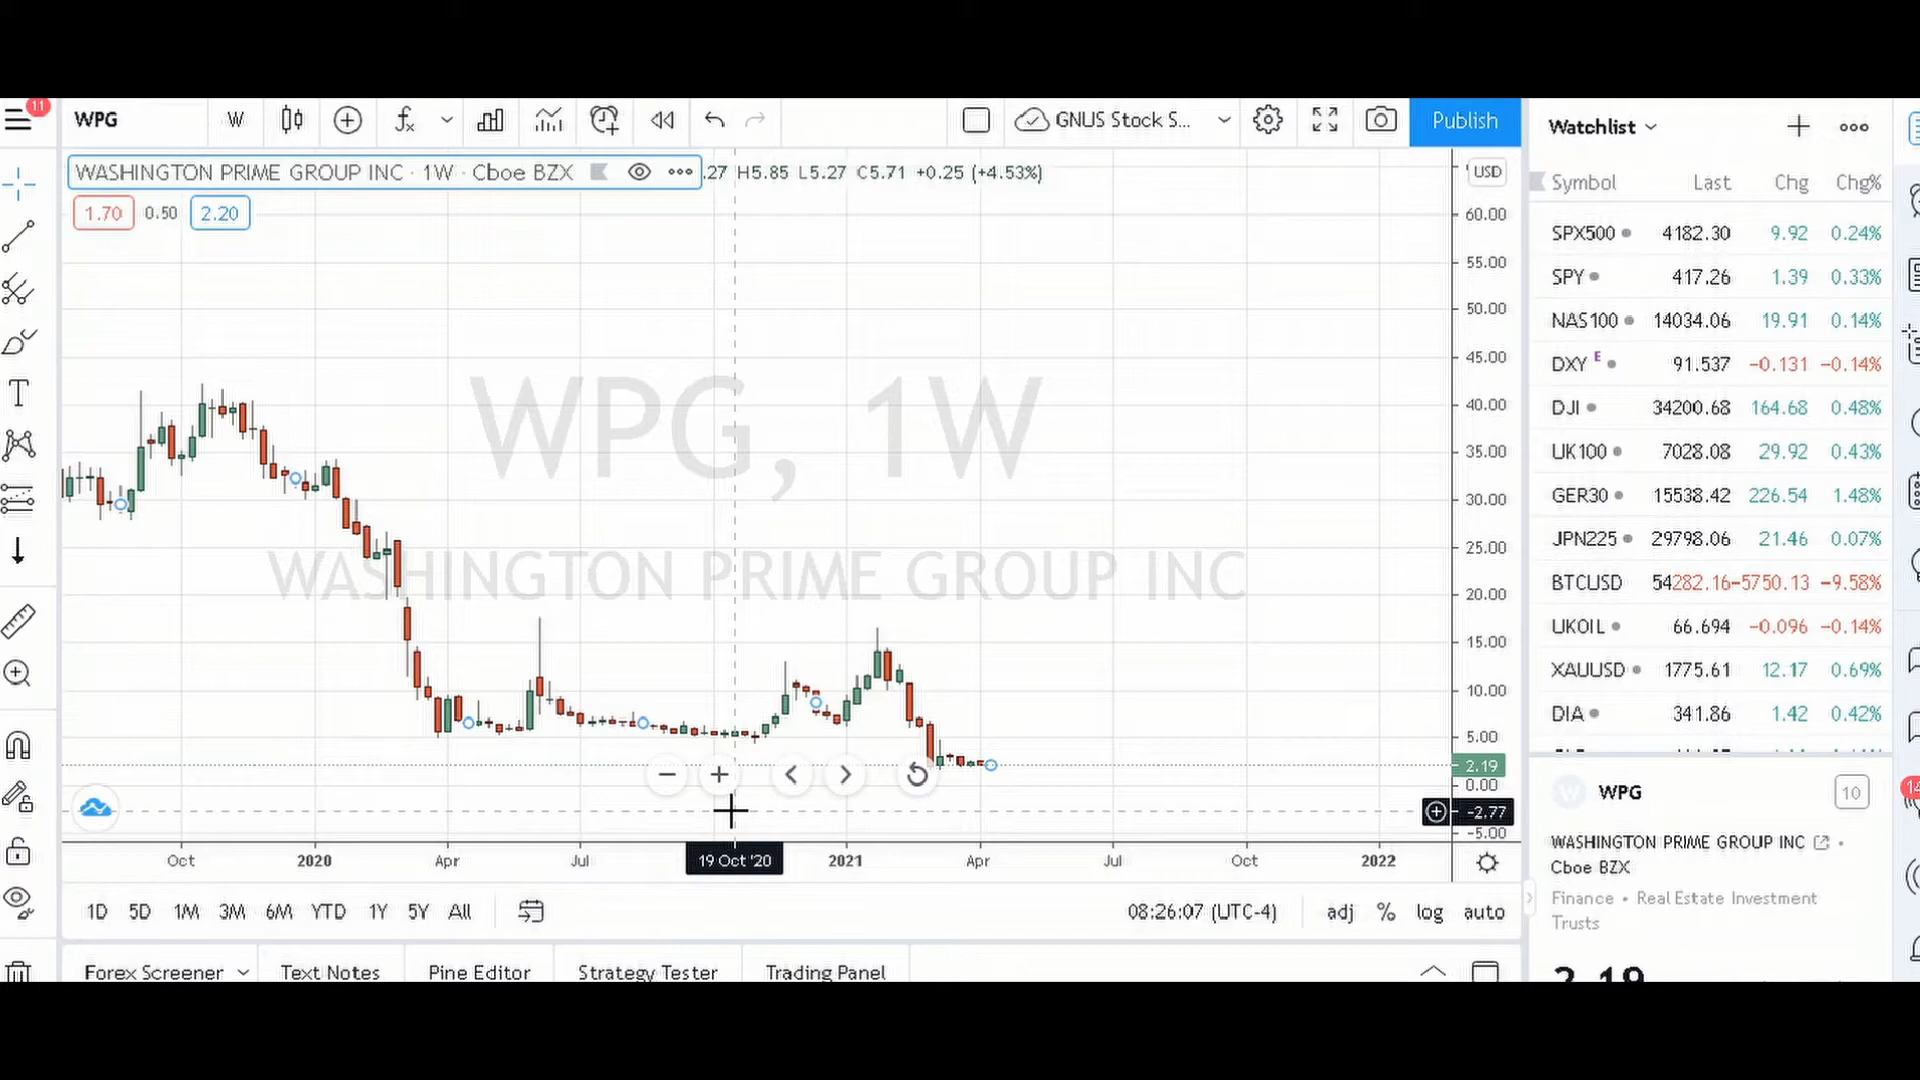 11
WPG W GNUS Stock S... Publish
WASHINGTON PRIME GROUP INC · 1W · Cboe BZX .27 H5.85 L5.27 C5.71 +0.25 (+4.53%)
1.70 0.50 2.20
USD
60.00
55.00
50.00
45.00
40.00
35.00
30.00
25.00
20.00
15.00
10.00
5.00
2.19
0.00
-2.77
-5.00
WPG, 1W
WASHINGTON PRIME GROUP INC
Oct 2020 Apr Jul 19 Oct '20 2021 Apr Jul Oct 2022
1D 5D 1M 3M 6M YTD 1Y 5Y All 08:26:07 (UTC-4) adj % log auto
Forex Screener Text Notes Pine Editor Strategy Tester Trading Panel
Watchlist
Symbol Last Chg Chg%
SPX500 4182.30 9.92 0.24%
SPY 417.26 1.39 0.33%
NAS100 14034.06 19.91 0.14%
DXY E 91.537 −0.131 −0.14%
DJI 34200.68 164.68 0.48%
UK100 7028.08 29.92 0.43%
GER30 15538.42 226.54 1.48%
JPN225 29798.06 21.46 0.07%
BTCUSD 54282.16 −5750.13 −9.58%
UKOIL 66.694 −0.096 −0.14%
XAUUSD 1775.61 12.17 0.69%
DIA 341.86 1.42 0.42%
W WPG 10
WASHINGTON PRIME GROUP INC ·
Cboe BZX
Finance • Real Estate Investment
Trusts
2.19